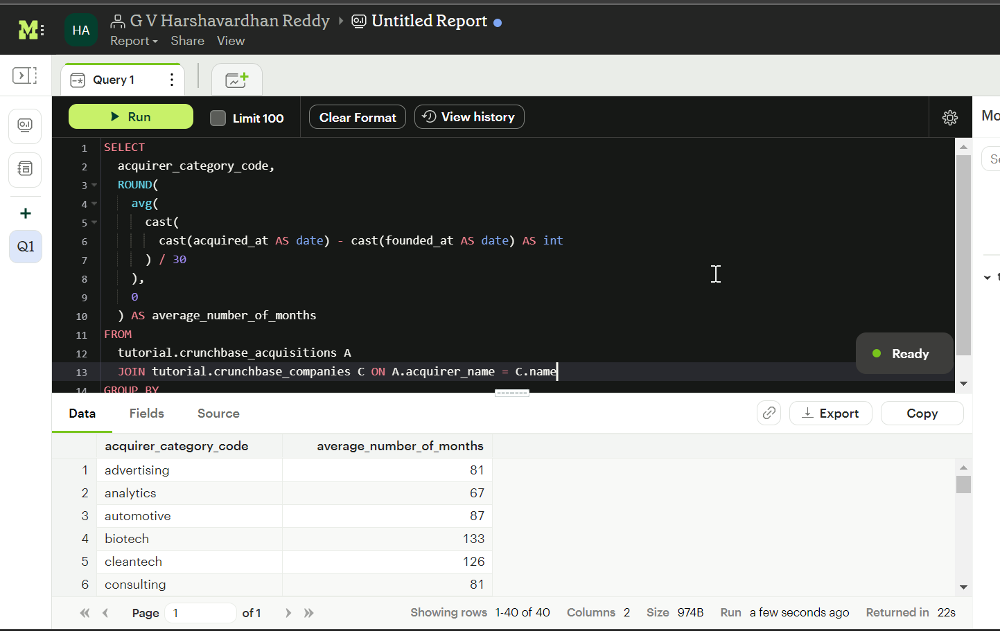 HA
G V Harshavardhan Reddy
Untitled Report
Report Share View
Query 1
Run
Limit 100
Clear Format
View history
1 SELECT
2 acquirer_category_code,
3 ROUND(
4 avg(
5 cast(
6 cast(acquired_at AS date) - cast(founded_at AS date) AS int
7 ) / 30
8 ),
9 0
10 ) AS average_number_of_months
11 FROM
12 tutorial.crunchbase_acquisitions A
13 JOIN tutorial.crunchbase_companies C ON A.acquirer_name = C.name
14 GROUP BY
Q1
Ready
Data Fields Source
Export
Copy
acquirer_category_code average_number_of_months
1 advertising 81
2 analytics 67
3 automotive 87
4 biotech 133
5 cleantech 126
6 consulting 81
Page 1 of 1
Showing rows 1-40 of 40 Columns 2 Size 974B Run a few seconds ago Returned in 22s